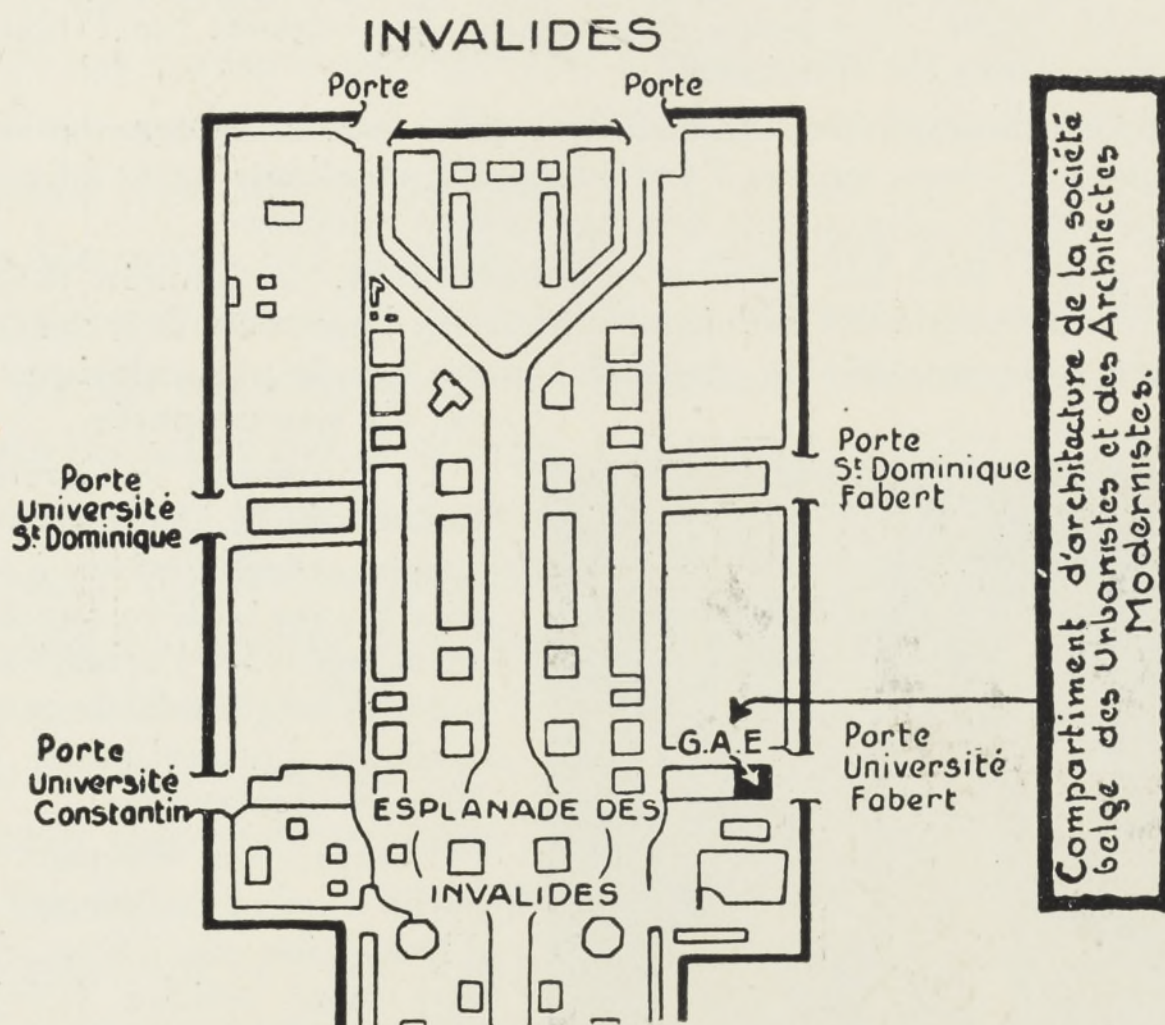 INVALIDES
Porte
Porte
Porte
Université
St Dominique
Porte
St Dominique
Fabert
Porte
Université
Constantin
G.A.E
Porte
Université
Fabert
ESPLANADE DES
INVALIDES
Compartiment d'architecture de la société
belge des Urbanistes et des Architectes
Modernistes.